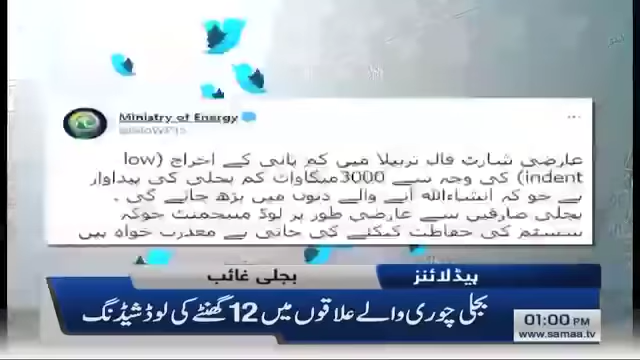 Ministry of Energy
عارضی شارٹ فال تربیلا میں کم پانی کے اخراج (low
indent) کی وجہ سے 3000 میگاواٹ کم بجلی کی پیداوار
ہے جو کہ انشاءاللہ آنے والے دنوں میں بڑھ جائے گی ۔
بجلی صارفین سے عارضی طور پر لوڈ مینجمنٹ جوکہ
سسٹم کی حفاظت کیلئے کی جاتی ہے معذرت خواہ ہیں
ہیڈلائنز
بجلی غائب
بجلی چوری والے علاقوں میں 12 گھنٹے کی لوڈشیڈنگ
01:00 PM
www.samaa.tv